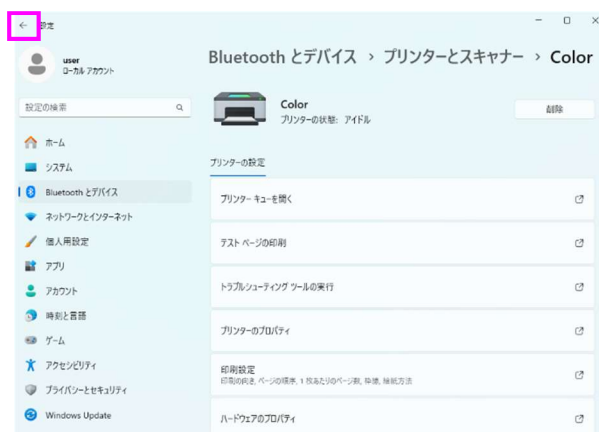 ← 設定
user
ローカル アカウント
設定の検索
ホーム
システム
Bluetooth とデバイス
ネットワークとインターネット
個人用設定
アプリ
アカウント
時刻と言語
ゲーム
アクセシビリティ
プライバシーとセキュリティ
Windows Update
Bluetooth とデバイス › プリンターとスキャナー › Color
Color
プリンターの状態: アイドル
削除
プリンターの設定
プリンター キューを開く
テスト ページの印刷
トラブルシューティング ツールの実行
プリンターのプロパティ
印刷設定
印刷の向き, ページの順序, 1 枚あたりのページ数, 枠線, 給紙方法
ハードウェアのプロパティ